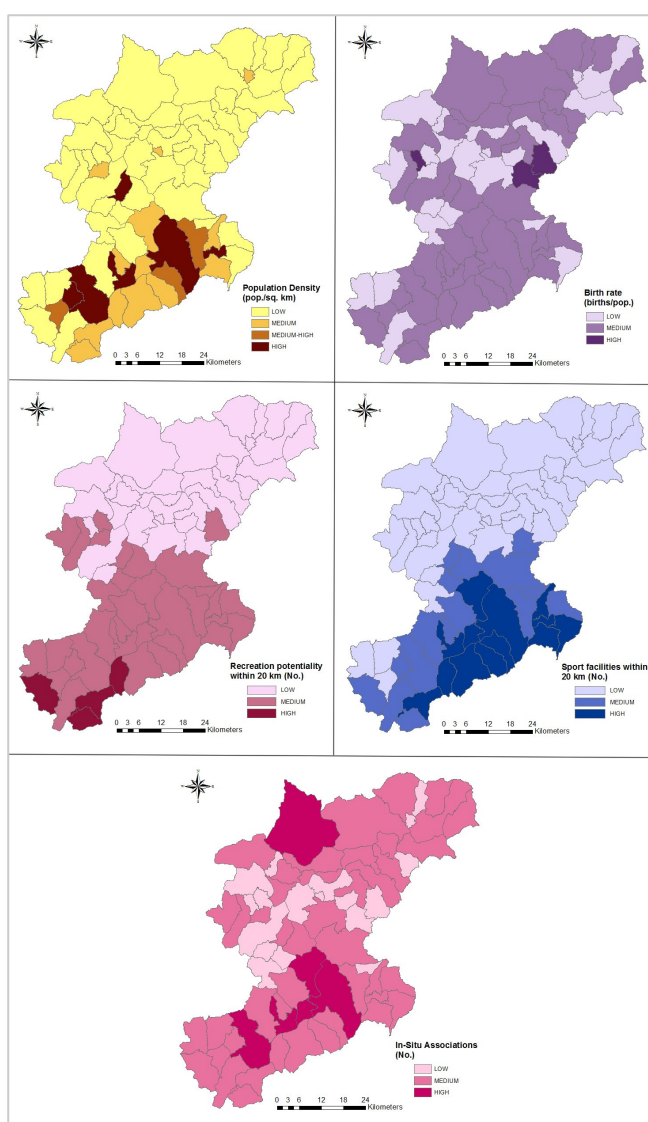 Population Density
(pop./sq. km)
LOW
MEDIUM
MEDIUM-HIGH
HIGH
0 3 6 12 18 24
Kilometers
Birth rate
(births/pop.)
LOW
MEDIUM
HIGH
0 3 6 12 18 24
Kilometers
Recreation potentiality
within 20 km (No.)
LOW
MEDIUM
HIGH
0 3 6 12 18 24
Kilometers
Sport facilities within
20 km (No.)
LOW
MEDIUM
HIGH
0 3 6 12 18 24
Kilometers
In-Situ Associations
(No.)
LOW
MEDIUM
HIGH
0 3 6 12 18 24
Kilometers